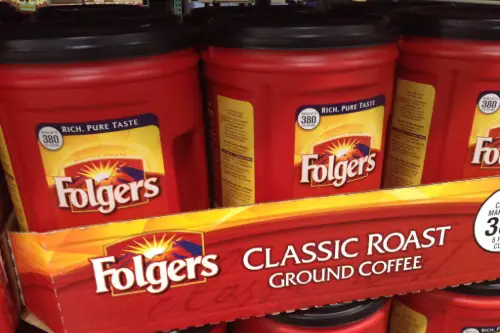 RICH, PURE TASTE
380
Folgers
RICH, PURE TASTE
380
Folgers
380
Folgers
Folgers
CLASSIC ROAST
GROUND COFFEE